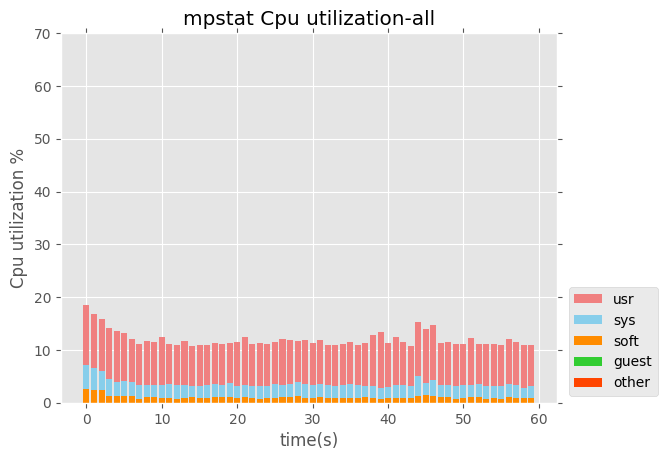 mpstat Cpu utilization-all
Cpu utilization %
70
60
50
40
30
20
10
0
0
10
20
30
40
50
60
time(s)
usr
sys
soft
guest
other